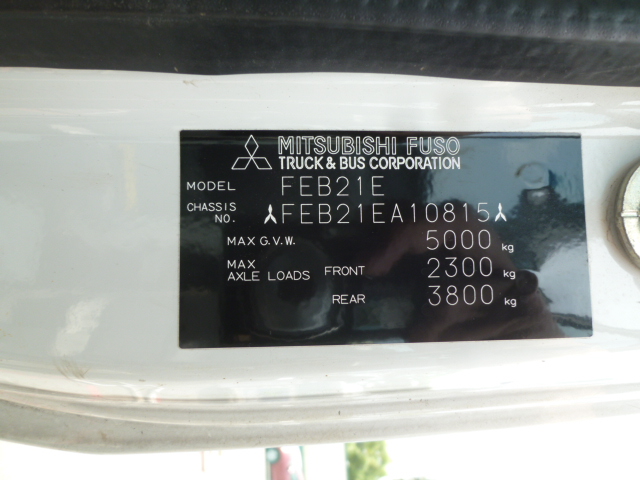 MITSUBISHI FUSO
TRUCK & BUS CORPORATION
MODEL FEB21E
CHASSIS NO. FEB21EA10815
MAX G.V.W. 5000 kg
MAX AXLE LOADS FRONT 2300 kg
REAR 3800 kg